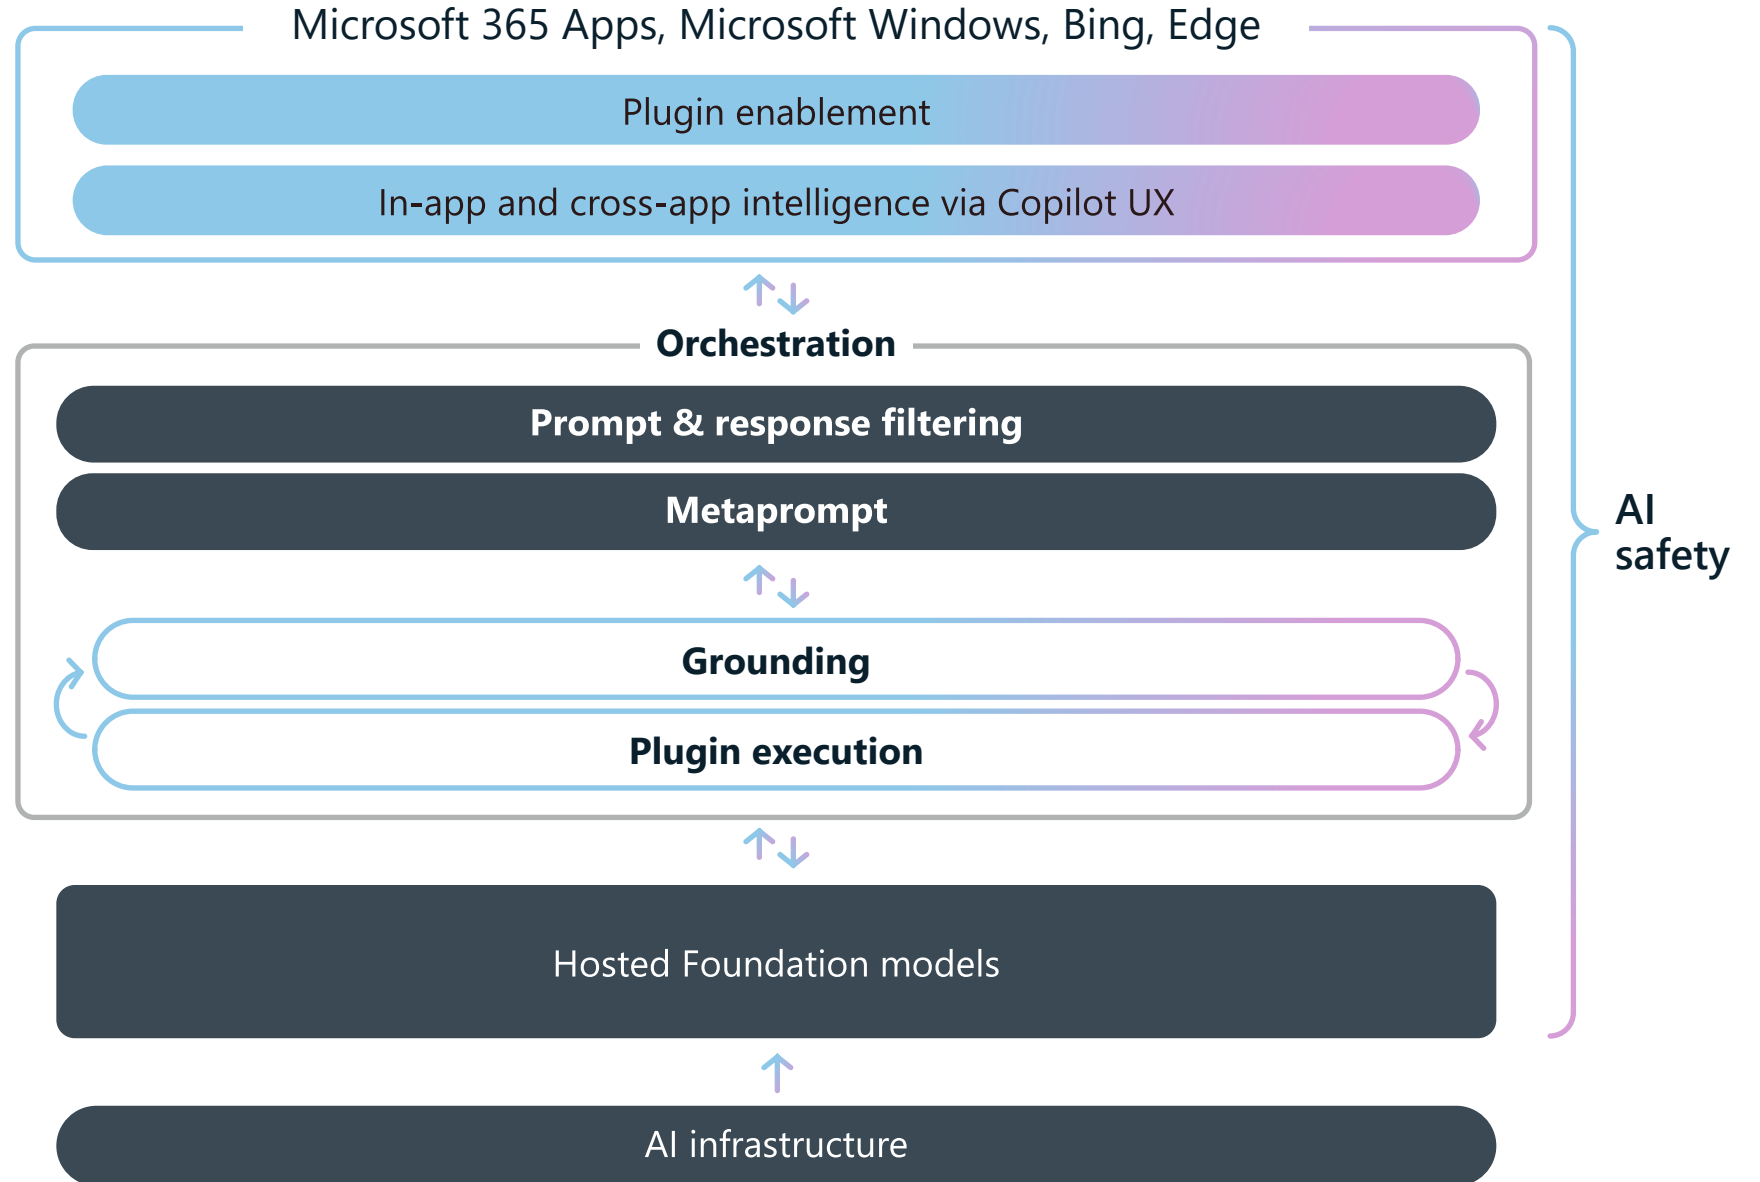 Microsoft 365 Apps, Microsoft Windows, Bing, Edge
Plugin enablement
In-app and cross-app intelligence via Copilot UX
Orchestration
Prompt & response filtering
Metaprompt
Grounding
Plugin execution
Hosted Foundation models
AI infrastructure
AI
safety